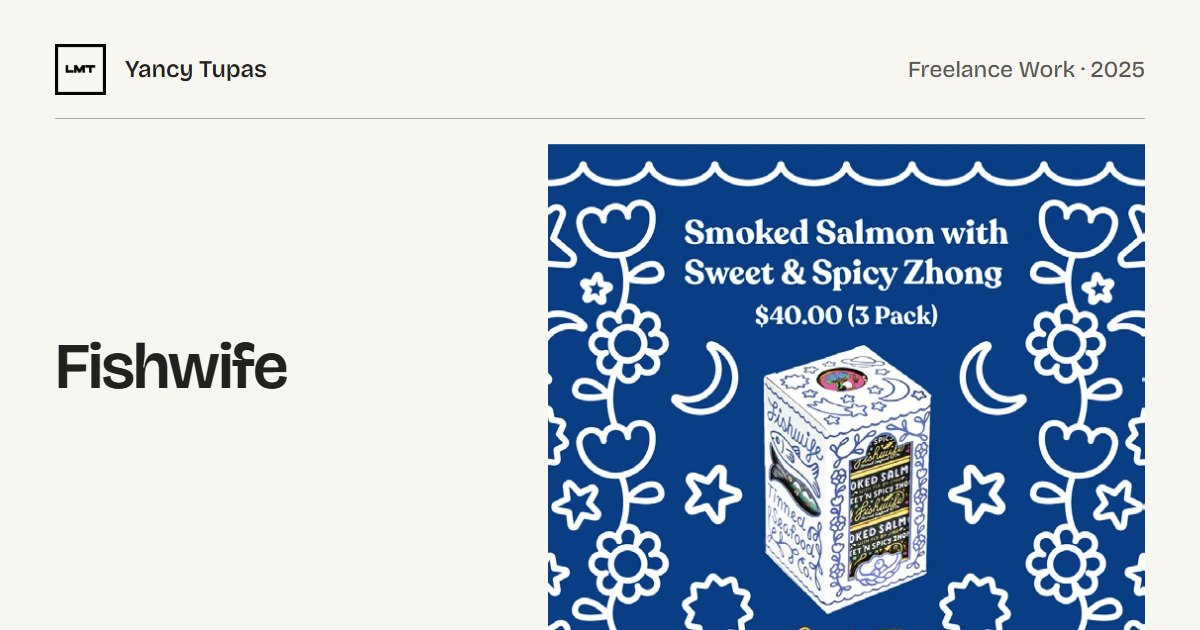 LMT
Yancy Tupas
Freelance Work · 2025
Fishwife
Smoked Salmon with
Sweet & Spicy Zhong
$40.00 (3 Pack)
Fishwife
Tinned
Seafood